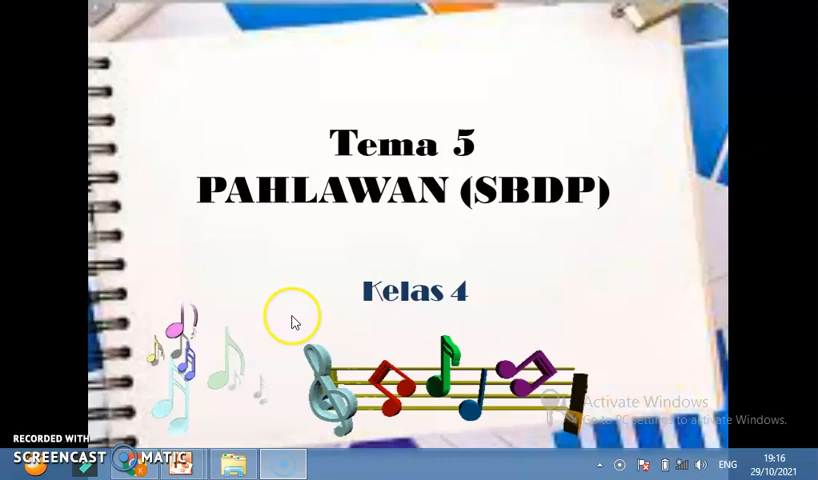 Tema 5
PAHLAWAN (SBDP)
Kelas 4
Activate Windows
Go to PC settings to activate Windows.
RECORDED WITH
SCREENCAST MATIC
ENG
19:16
29/10/2021